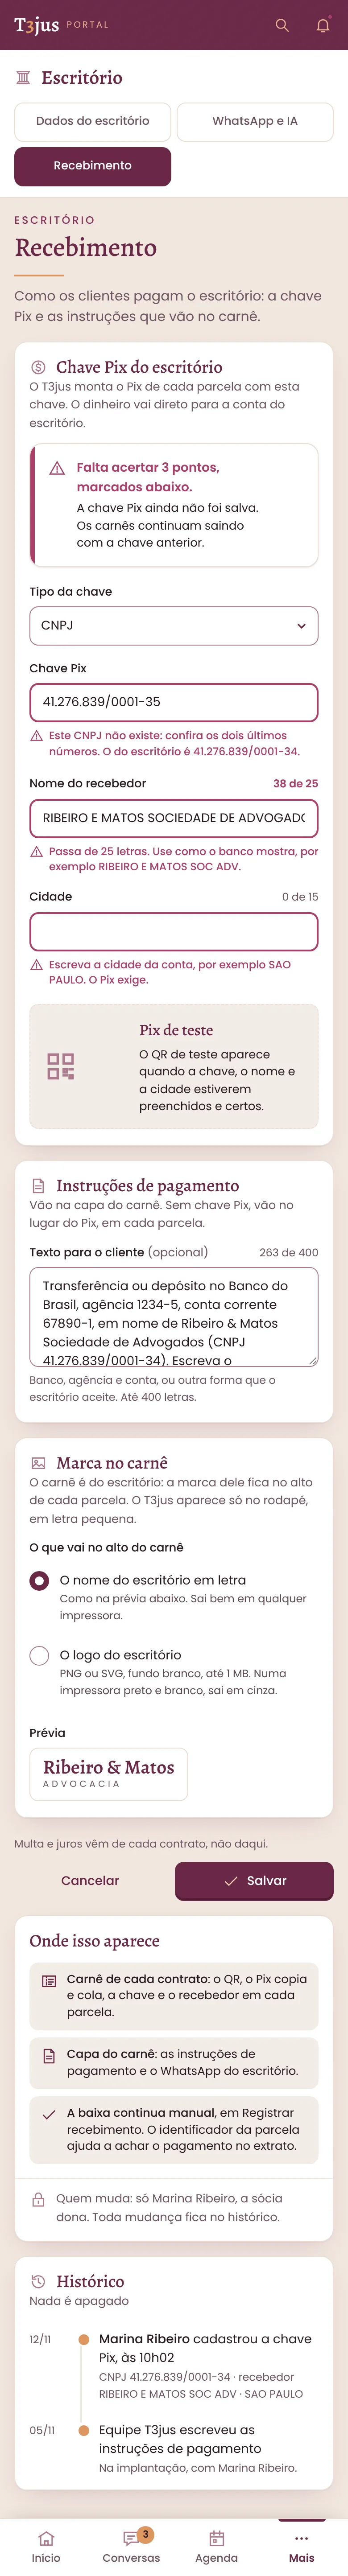 T3jus PORTAL
Escritório
Dados do escritório
WhatsApp e IA
Recebimento
ESCRITÓRIO
Recebimento
Como os clientes pagam o escritório: a chave
Pix e as instruções que vão no carnê.
Chave Pix do escritório
O T3jus monta o Pix de cada parcela com esta
chave. O dinheiro vai direto para a conta do
escritório.
Falta acertar 3 pontos,
marcados abaixo.
A chave Pix ainda não foi salva.
Os carnês continuam saindo
com a chave anterior.
Tipo da chave
CNPJ
Chave Pix
41.276.839/0001-35
Este CNPJ não existe: confira os dois últimos
números. O do escritório é 41.276.839/0001-34.
Nome do recebedor 38 de 25
RIBEIRO E MATOS SOCIEDADE DE ADVOGADO
Passa de 25 letras. Use como o banco mostra, por
exemplo RIBEIRO E MATOS SOC ADV.
Cidade 0 de 15
Escreva a cidade da conta, por exemplo SAO
PAULO. O Pix exige.
Pix de teste
O QR de teste aparece
quando a chave, o nome e
a cidade estiverem
preenchidos e certos.
Instruções de pagamento
Vão na capa do carnê. Sem chave Pix, vão no
lugar do Pix, em cada parcela.
Texto para o cliente (opcional) 263 de 400
Transferência ou depósito no Banco do
Brasil, agência 1234-5, conta corrente
67890-1, em nome de Ribeiro & Matos
Sociedade de Advogados (CNPJ
41.276.839/0001-34). Escreva o
Banco, agência e conta, ou outra forma que o
escritório aceite. Até 400 letras.
Marca no carnê
O carnê é do escritório: a marca dele fica no alto
de cada parcela. O T3jus aparece só no rodapé,
em letra pequena.
O que vai no alto do carnê
O nome do escritório em letra
Como na prévia abaixo. Sai bem em qualquer
impressora.
O logo do escritório
PNG ou SVG, fundo branco, até 1 MB. Numa
impressora preto e branco, sai em cinza.
Prévia
Ribeiro & Matos
ADVOCACIA
Multa e juros vêm de cada contrato, não daqui.
Cancelar
Salvar
Onde isso aparece
Carnê de cada contrato: o QR, o Pix copia
e cola, a chave e o recebedor em cada
parcela.
Capa do carnê: as instruções de
pagamento e o WhatsApp do escritório.
A baixa continua manual, em Registrar
recebimento. O identificador da parcela
ajuda a achar o pagamento no extrato.
Quem muda: só Marina Ribeiro, a sócia
dona. Toda mudança fica no histórico.
Histórico
Nada é apagado
12/11 Marina Ribeiro cadastrou a chave
Pix, às 10h02
CNPJ 41.276.839/0001-34 · recebedor
RIBEIRO E MATOS SOC ADV · SAO PAULO
05/11 Equipe T3jus escreveu as
instruções de pagamento
Na implantação, com Marina Ribeiro.
3
Início
Conversas
Agenda
Mais